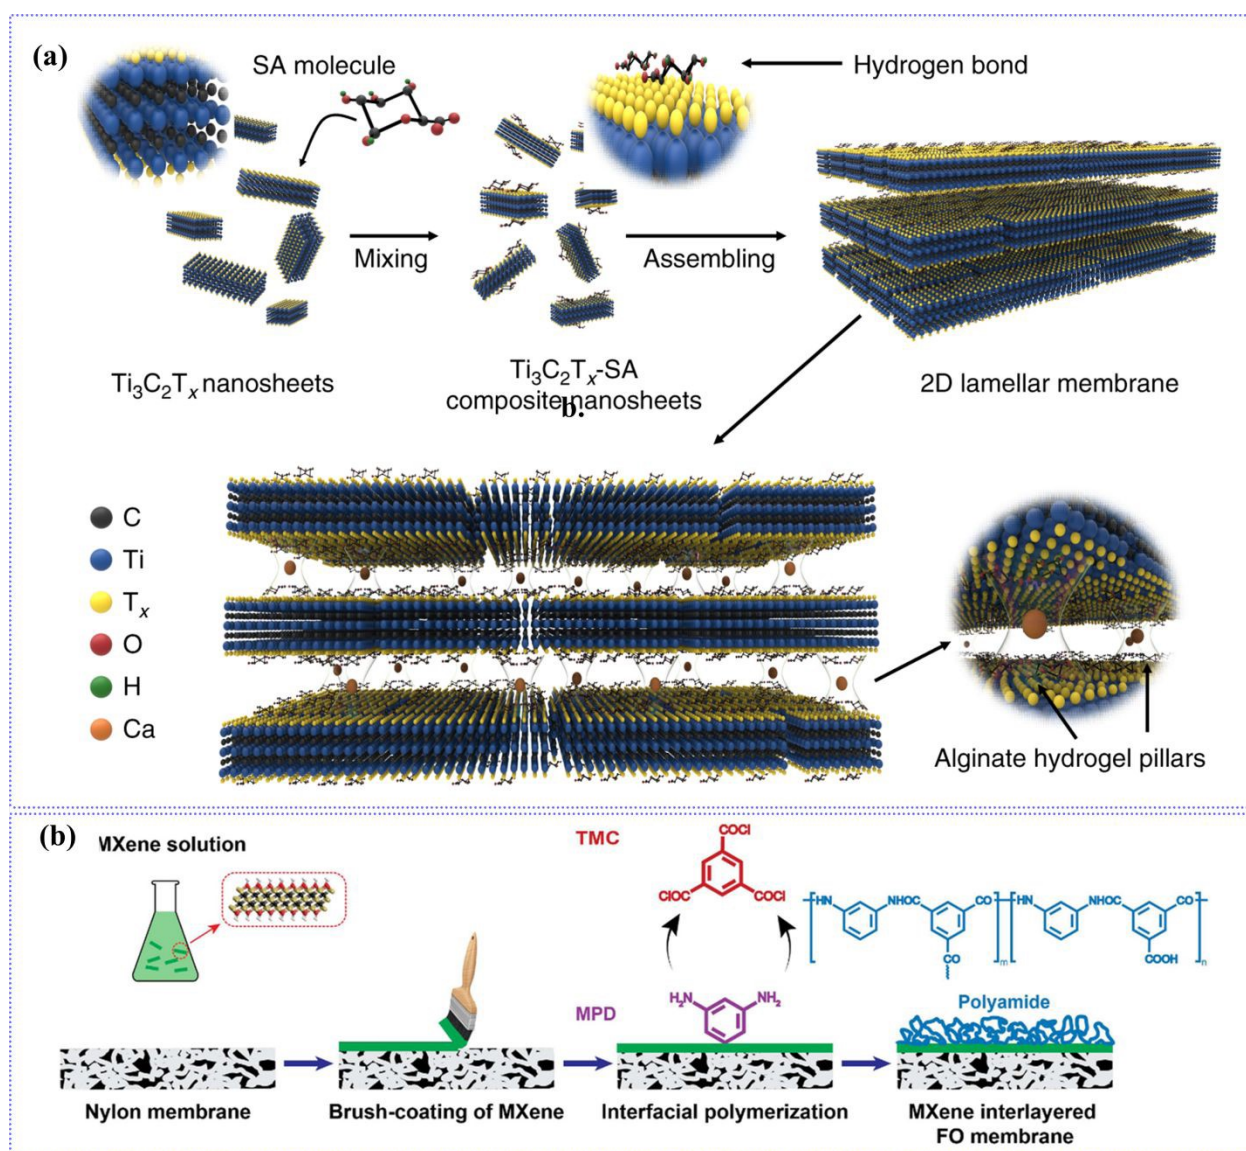 (a)
SA molecule
Hydrogen bond
Mixing
Assembling
Ti₃C₂Tₓ nanosheets
Ti₃C₂Tₓ-SA
composite nanosheets
b.
2D lamellar membrane
C
Ti
Tₓ
O
H
Ca
Alginate hydrogel pillars
(b)
MXene solution
TMC
COCl
ClOC
COCl
MPD
H₂N
NH₂
HN
NHOC
CO
CO
m
HN
NHOC
CO
COOH
n
Polyamide
Nylon membrane
Brush-coating of MXene
Interfacial polymerization
MXene interlayered
FO membrane